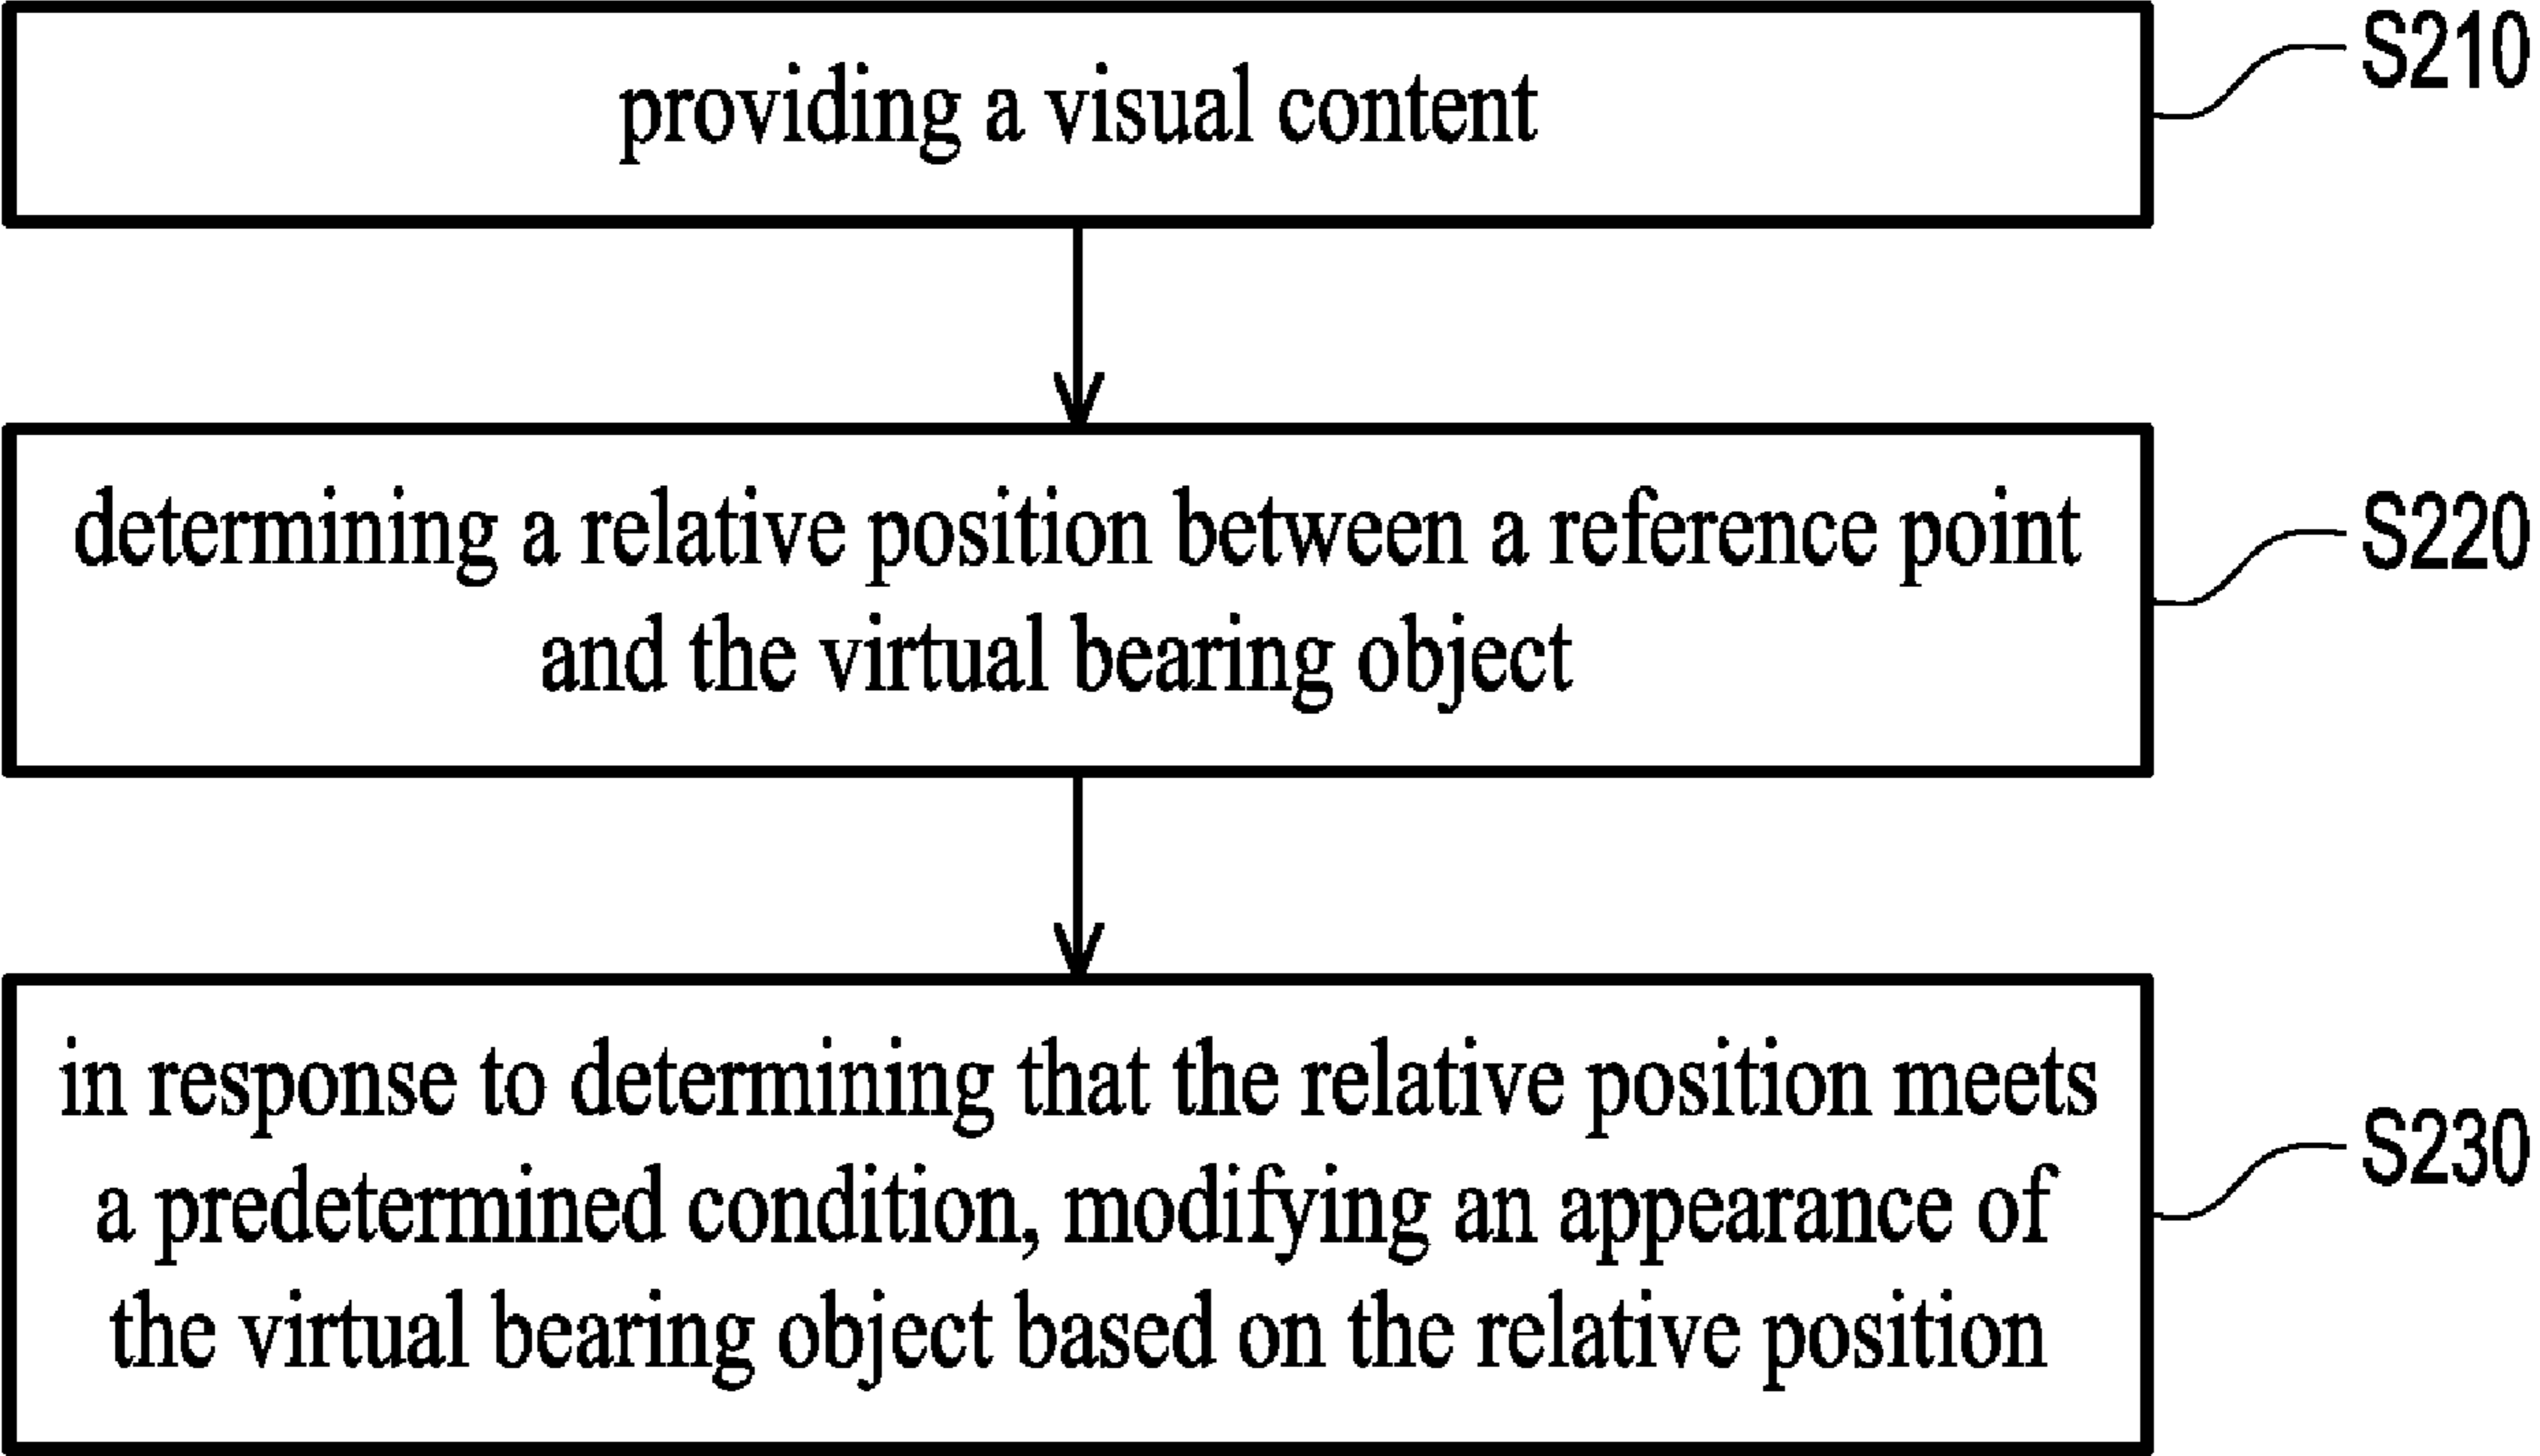 providing a visual content
S210
determining a relative position between a reference point
and the virtual bearing object
S220
in response to determining that the relative position meets
a predetermined condition, modifying an appearance of
the virtual bearing object based on the relative position
S230